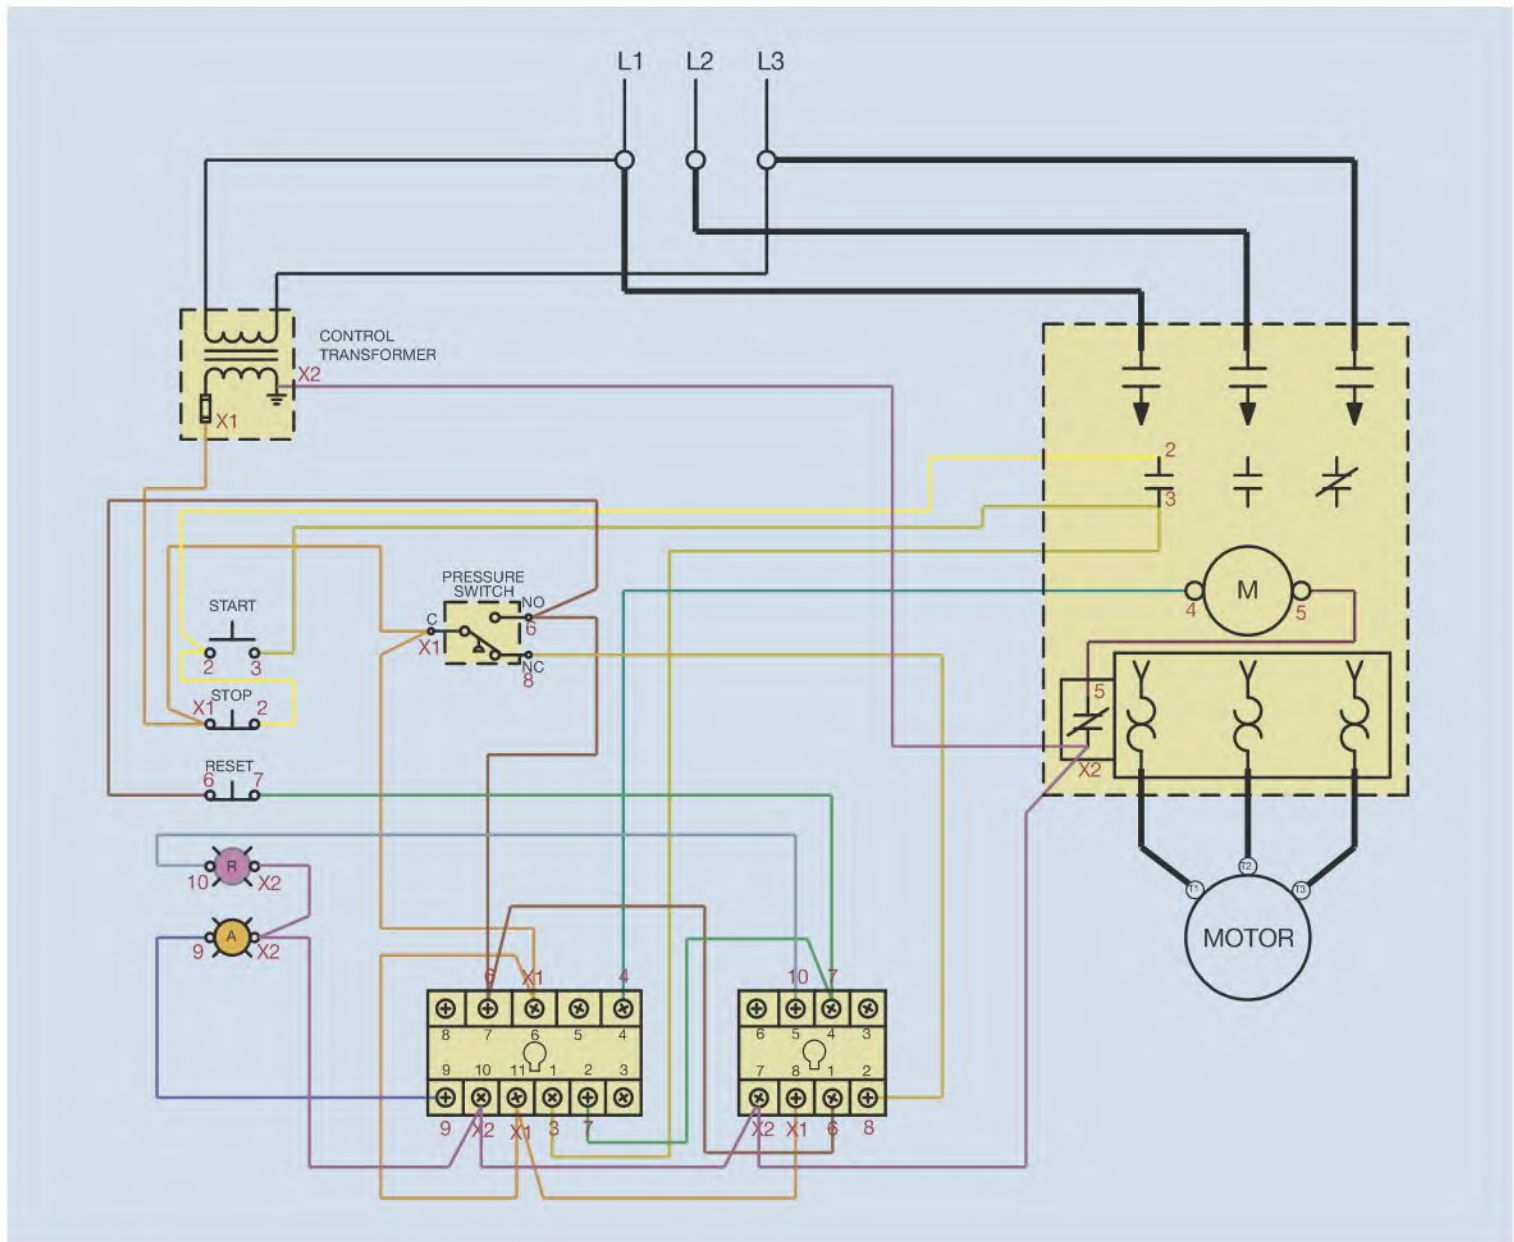 L1 L2 L3
CONTROL
TRANSFORMER
X2
X1
2
3
PRESSURE
SWITCH
NO
C
6
X1
NC
8
START
2 3
STOP
X1 2
RESET
6 7
R
10 X2
A
9 X2
M
4 5
5
X2
T1 T2 T3
MOTOR
6 X1 4
8 7 6 5 4
9 10 11 1 2 3
9 X2 X1 3 7
10 7
6 5 4 3
7 8 1 2
X2 X1 6 8